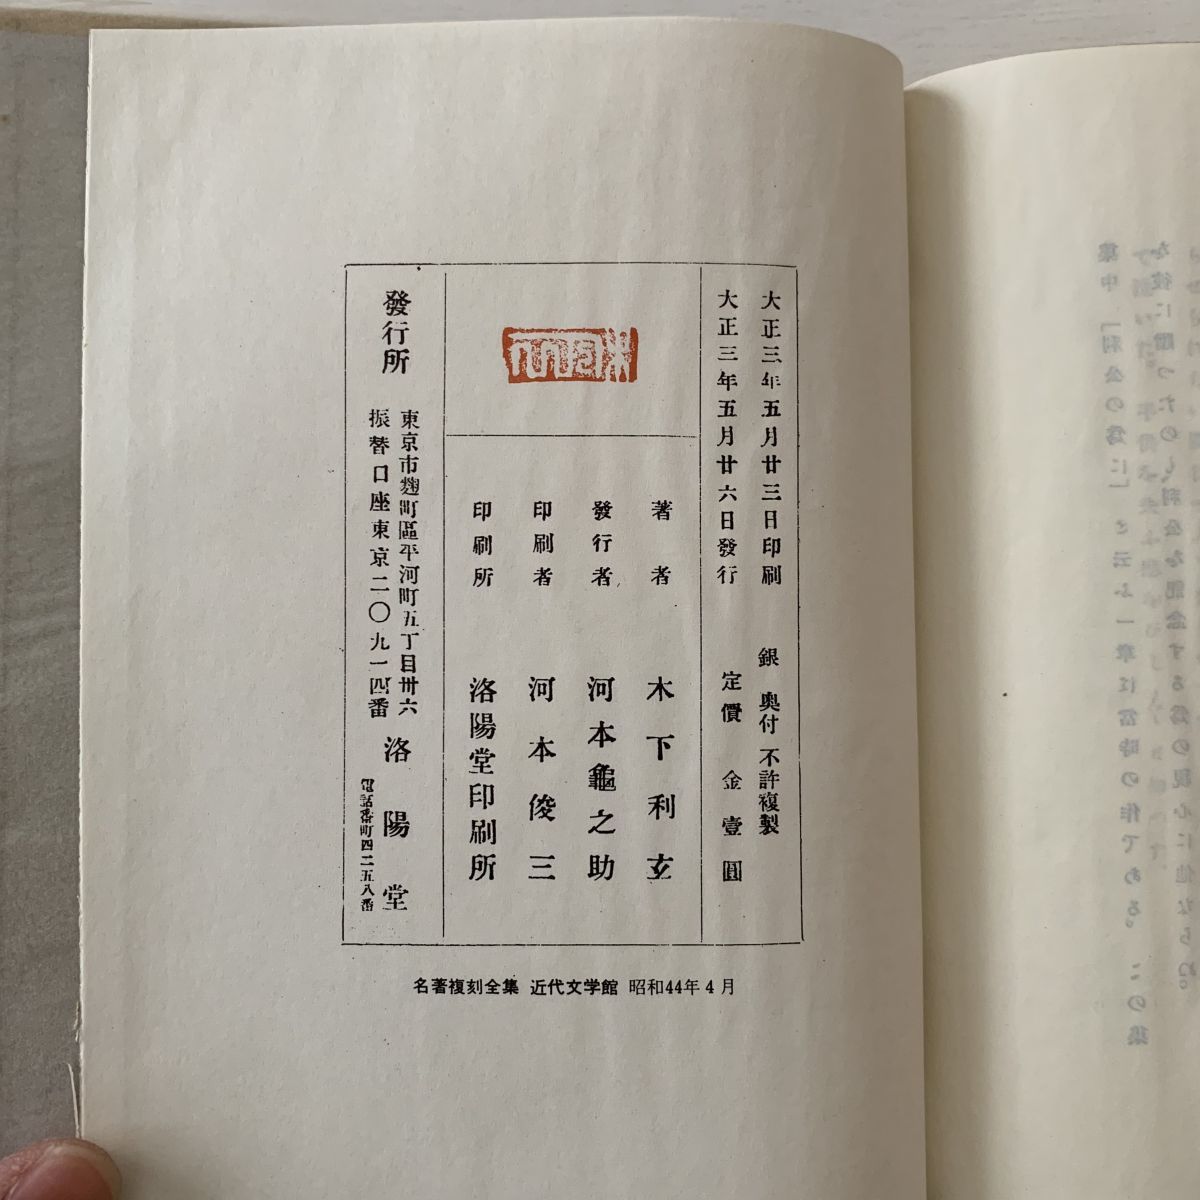 大正三年五月廿三日印刷
大正三年五月廿六日發行
銀 奥付 不許複製
定價 金壹圓
著者 木下利玄
發行者 河本龜之助
印刷者 河本俊三
印刷所 洛陽堂印刷所
發行所
東京市麹町區平河町五丁目卅六
振替口座東京二〇九一四番
洛陽堂
電話番町四二五八番
名著複刻全集 近代文学館 昭和44年4月